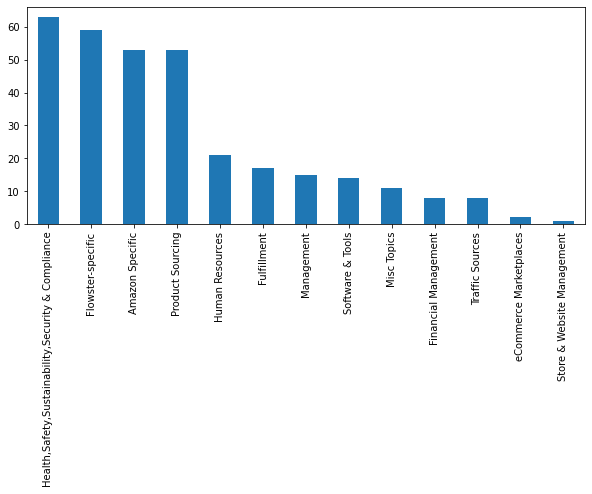 60
50
40
30
20
10
0
Health,Safety,Sustainability,Security & Compliance
Flowster-specific
Amazon Specific
Product Sourcing
Human Resources
Fulfillment
Management
Software & Tools
Misc Topics
Financial Management
Traffic Sources
eCommerce Marketplaces
Store & Website Management